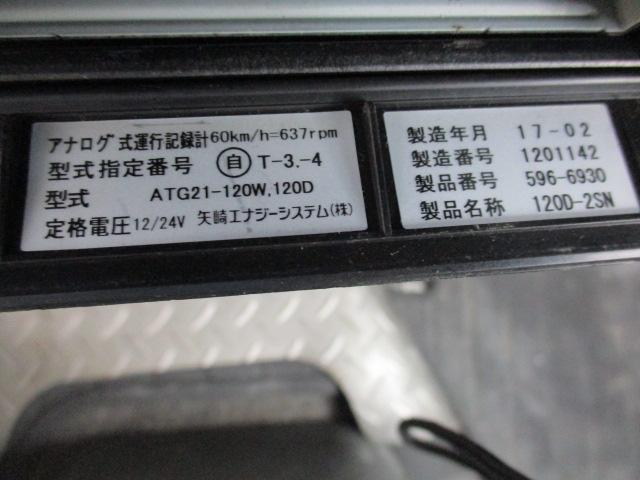 アナログ式運行記録計60km/h=637rpm
型式指定番号 自 T-3.-4
型式 ATG21-120W,120D
定格電圧12/24V 矢崎エナジーシステム(株)
製造年月 17-02
製造番号 1201142
製品番号 596-6930
製品名称 120D-2SN